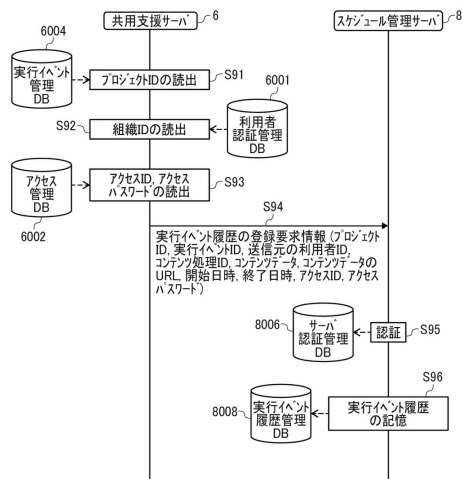 共用支援サーバ
6
スケジュール管理サーバ
8
6004
実行イベント
管理
DB
プロジェクトIDの読出
S91
S92
組織IDの読出
6001
利用者
認証管理
DB
アクセス
管理
DB
6002
アクセスID, アクセス
パスワードの読出
S93
S94
実行イベント履歴の登録要求情報(プロジェクト
ID, 実行イベントID, 送信元の利用者ID,
コンテンツ処理ID, コンテンツデータ, コンテンツデータの
URL, 開始日時, 終了日時, アクセスID, アクセス
パスワード)
8006
サーバ
認証管理
DB
認証
S95
S96
8008
実行イベント
履歴管理
DB
実行イベント履歴
の記憶